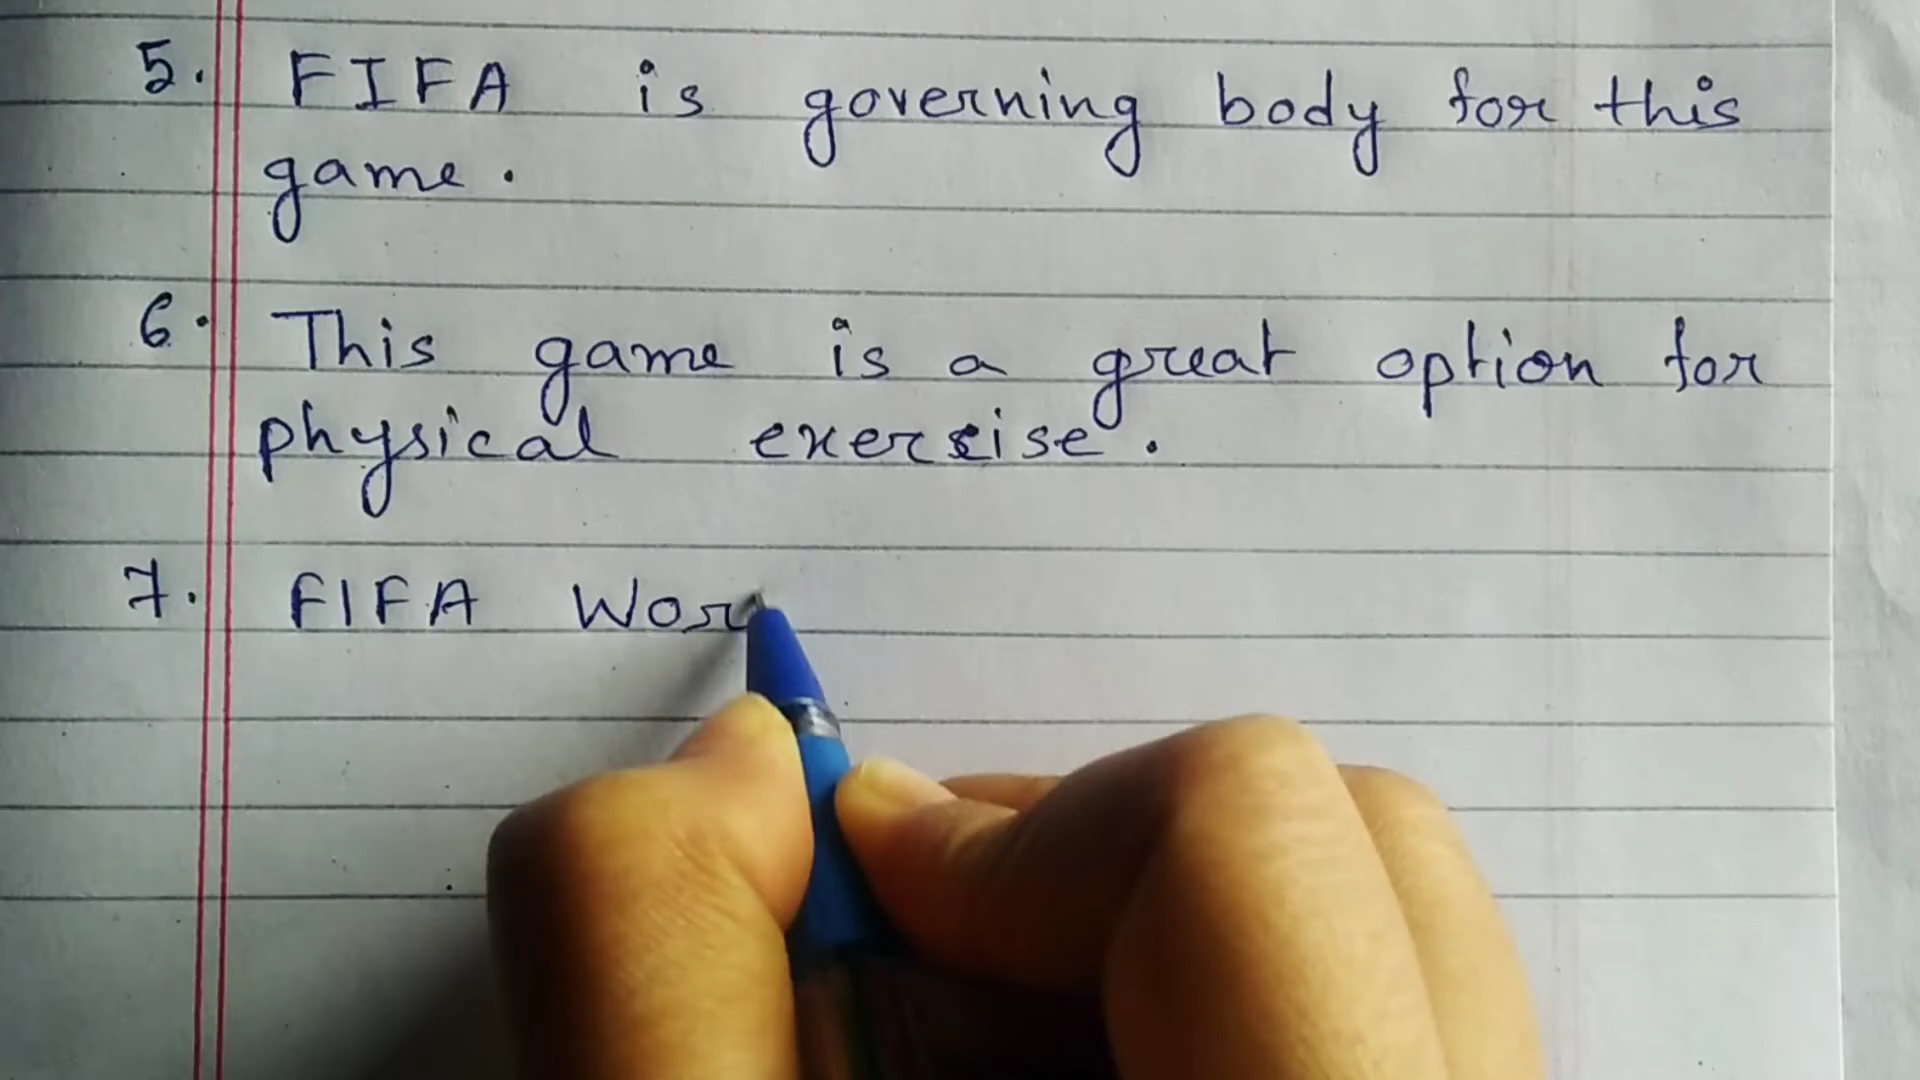 5. FIFA is governing body for this
game.
6. This game is a great option for
physical exercise.
7. FIFA Wor